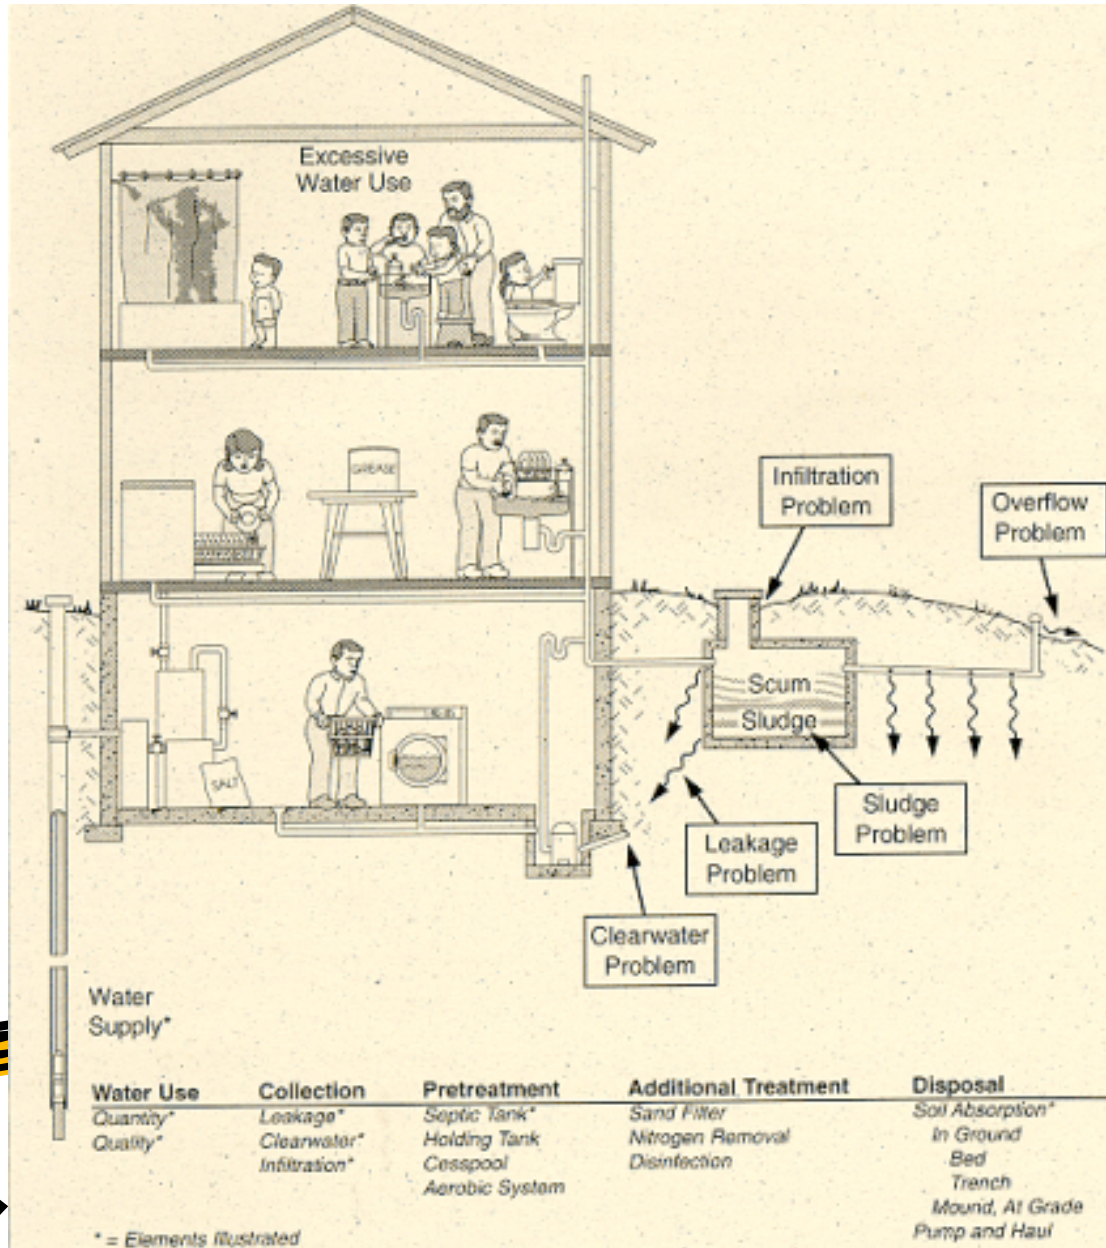 Excessive
Water Use
GREASE
Infiltration
Problem
Overflow
Problem
Scum
Sludge
SALT
Sludge
Problem
Leakage
Problem
Clearwater
Problem
Water
Supply*
Water Use
Quantity*
Quality*
Collection
Leakage*
Clearwater*
Infiltration*
Pretreatment
Septic Tank*
Holding Tank
Cesspool
Aerobic System
Additional Treatment
Sand Filter
Nitrogen Removal
Disinfection
Disposal
Soil Absorption*
In Ground
Bed
Trench
Mound, At Grade
Pump and Haul
* = Elements Illustrated